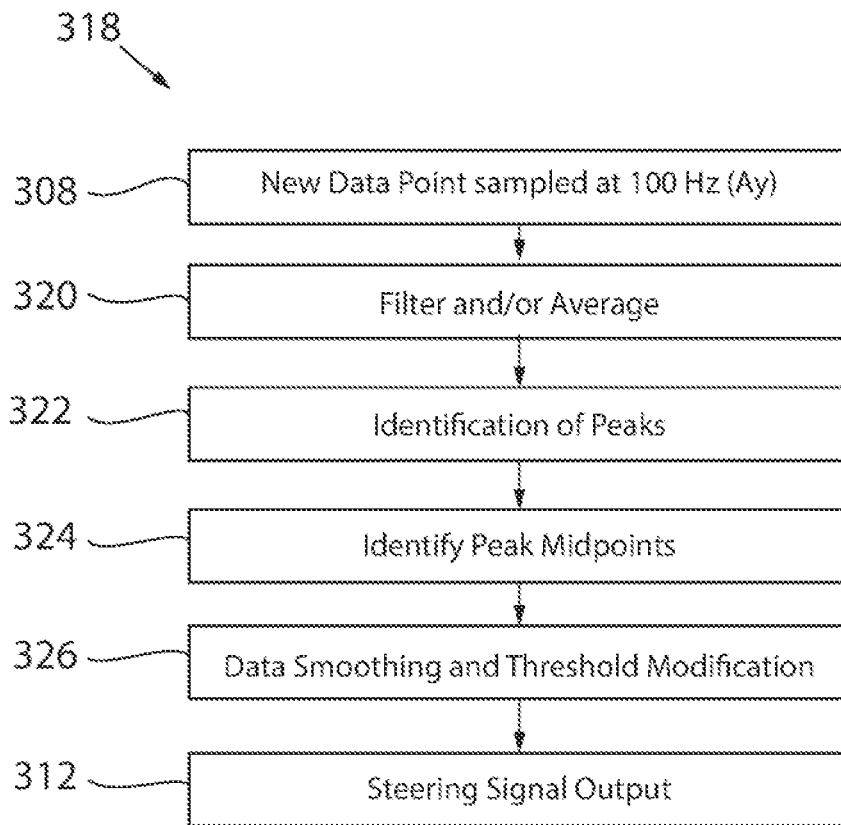 318
308 New Data Point sampled at 100 Hz (Ay)
320 Filter and/or Average
322 Identification of Peaks
324 Identify Peak Midpoints
326 Data Smoothing and Threshold Modification
312 Steering Signal Output